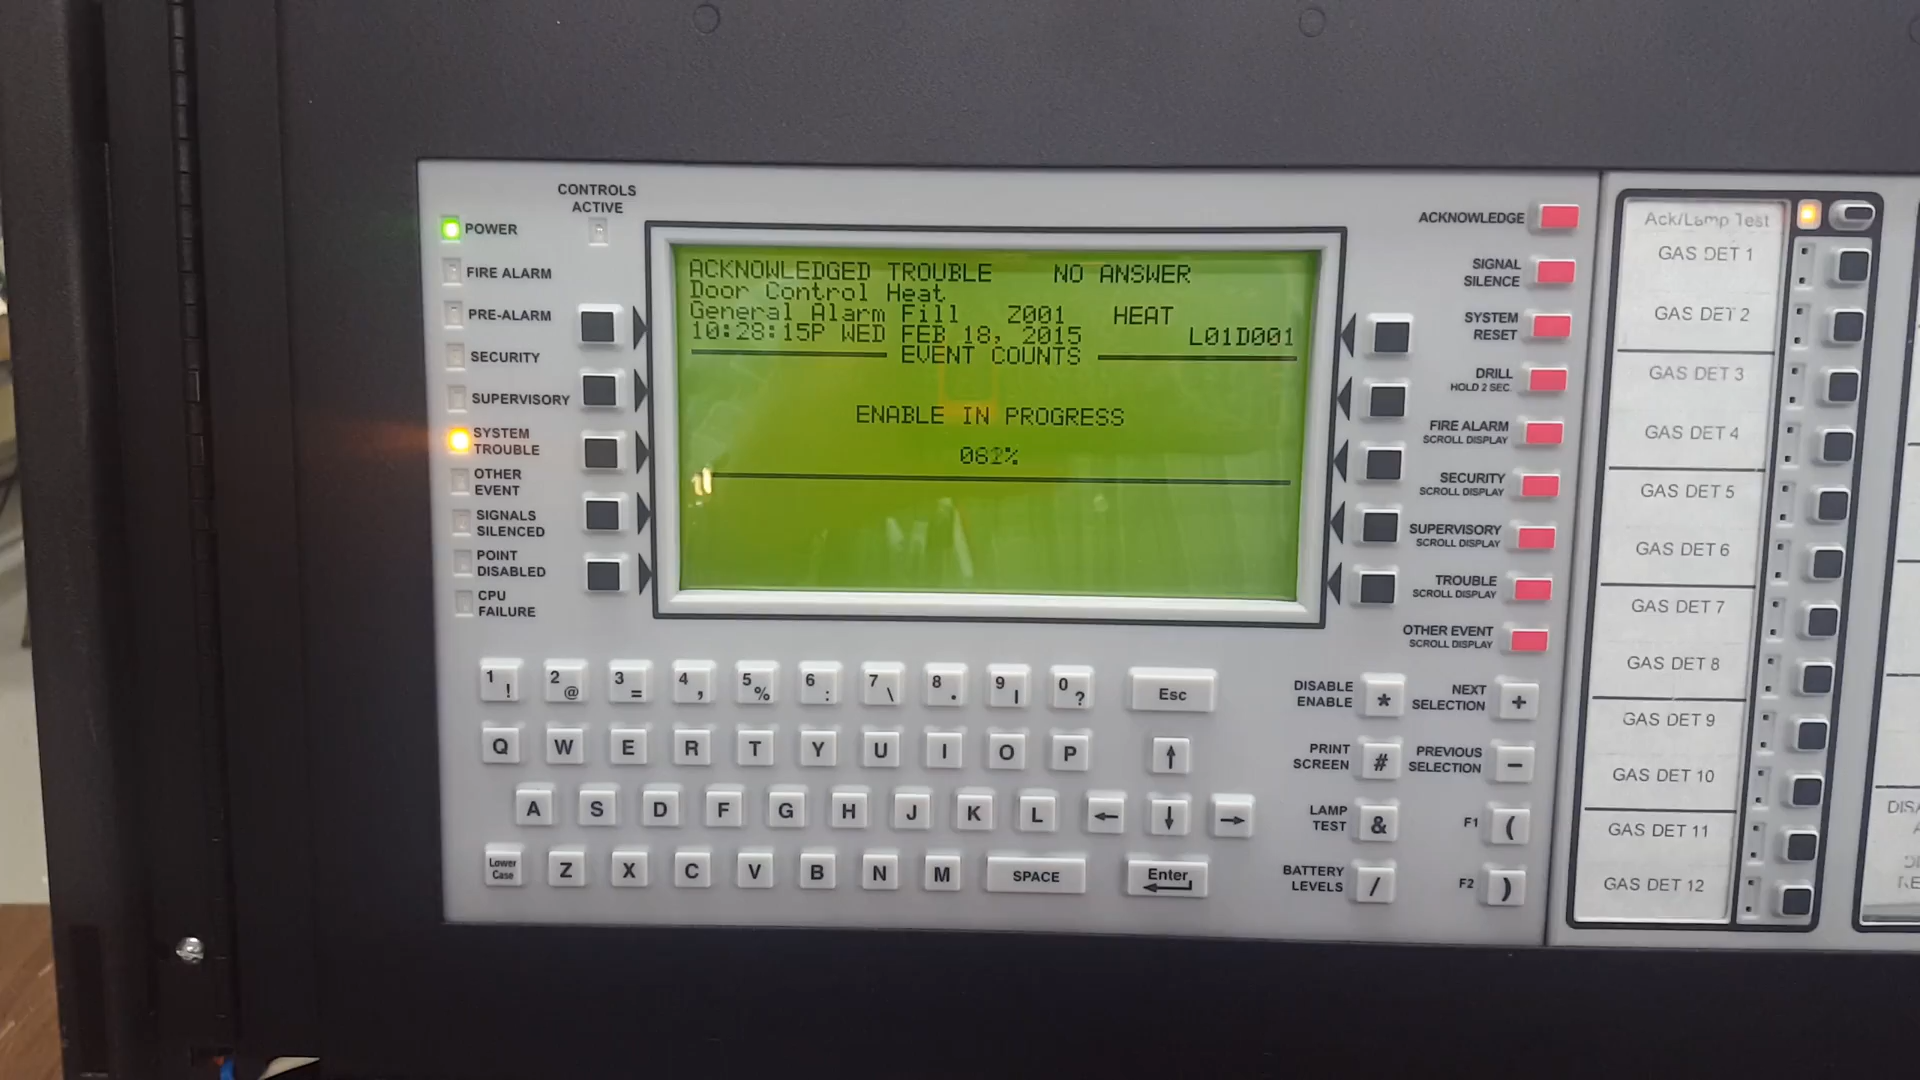 CONTROLS
ACTIVE
POWER
FIRE ALARM
PRE-ALARM
SECURITY
SUPERVISORY
SYSTEM
TROUBLE
OTHER
EVENT
SIGNALS
SILENCED
POINT
DISABLED
CPU
FAILURE
ACKNOWLEDGED TROUBLE NO ANSWER
Door Control Heat
General Alarm Fill Z001 HEAT
10:28:15P WED FEB 18, 2015 L01D001
EVENT COUNTS
ENABLE IN PROGRESS
ACKNOWLEDGE
SIGNAL
SILENCE
SYSTEM
RESET
DRILL
HOLD 2 SEC.
FIRE ALARM
SCROLL DISPLAY
SECURITY
SCROLL DISPLAY
SUPERVISORY
SCROLL DISPLAY
TROUBLE
SCROLL DISPLAY
OTHER EVENT
SCROLL DISPLAY
1 ! 2 @ 3 = 4 , 5 % 6 : 7 \ 8 . 9 | 0 ? Esc
Q W E R T Y U I O P ↑
A S D F G H J K L ← ↓ →
Lower
Case
Z X C V B N M SPACE Enter
DISABLE
ENABLE *
NEXT
SELECTION +
PRINT
SCREEN #
PREVIOUS
SELECTION −
LAMP
TEST &
F1 (
BATTERY
LEVELS /
F2 )
Ack/Lamp Test
GAS DET 1
GAS DET 2
GAS DET 3
GAS DET 4
GAS DET 5
GAS DET 6
GAS DET 7
GAS DET 8
GAS DET 9
GAS DET 10
GAS DET 11
GAS DET 12